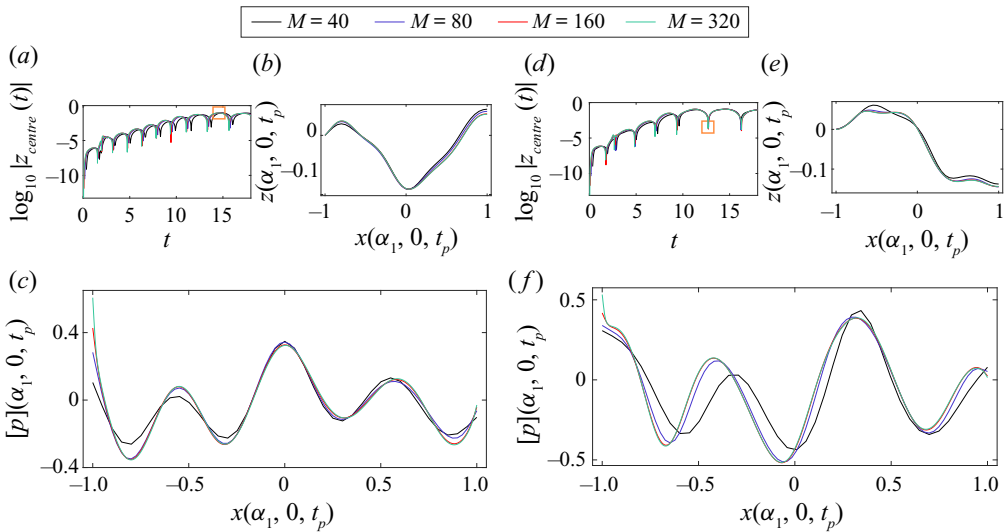 M = 40 M = 80 M = 160 M = 320
(a) (b) (d) (e)
log10 |zcentre (t)|
0
−5
−10
0 5 10 15
t
z(α1, 0, tp)
0
−0.1
−1 0 1
x(α1, 0, tp)
log10 |zcentre (t)|
0
−5
−10
0 5 10 15
t
z(α1, 0, tp)
0
−0.1
−1 0 1
x(α1, 0, tp)
(c)
[p](α1, 0, tp)
0.4
0
−0.4
−1.0 −0.5 0 0.5 1.0
x(α1, 0, tp)
(f)
[p](α1, 0, tp)
0.5
0
−0.5
−1.0 −0.5 0 0.5 1.0
x(α1, 0, tp)